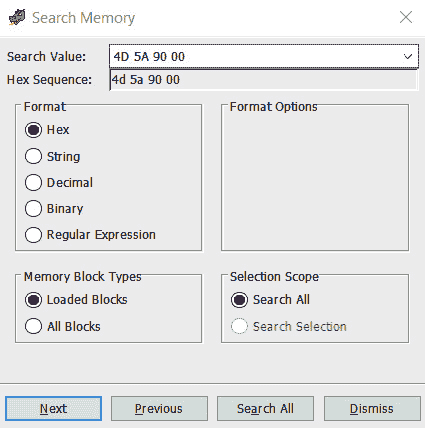 Search Memory
Search Value: 4D 5A 90 00
Hex Sequence: 4d 5a 90 00
Format
Hex
String
Decimal
Binary
Regular Expression
Format Options
Memory Block Types
Loaded Blocks
All Blocks
Selection Scope
Search All
Search Selection
Next Previous Search All Dismiss